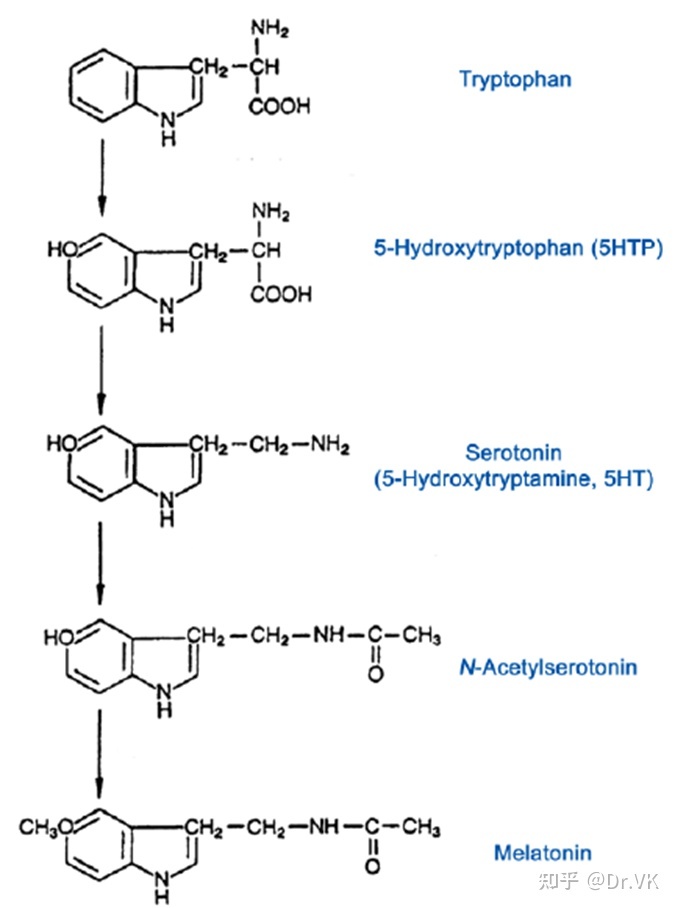 NH₂
CH₂–CH
COOH
N
H
Tryptophan
NH₂
HO
CH₂–CH
COOH
N
H
5-Hydroxytryptophan (5HTP)
HO
CH₂–CH₂–NH₂
N
H
Serotonin
(5-Hydroxytryptamine, 5HT)
HO
CH₂–CH₂–NH–C–CH₃
O
N
H
N-Acetylserotonin
CH₃O
CH₂–CH₂–NH–C–CH₃
O
N
H
Melatonin
知乎 @Dr.VK